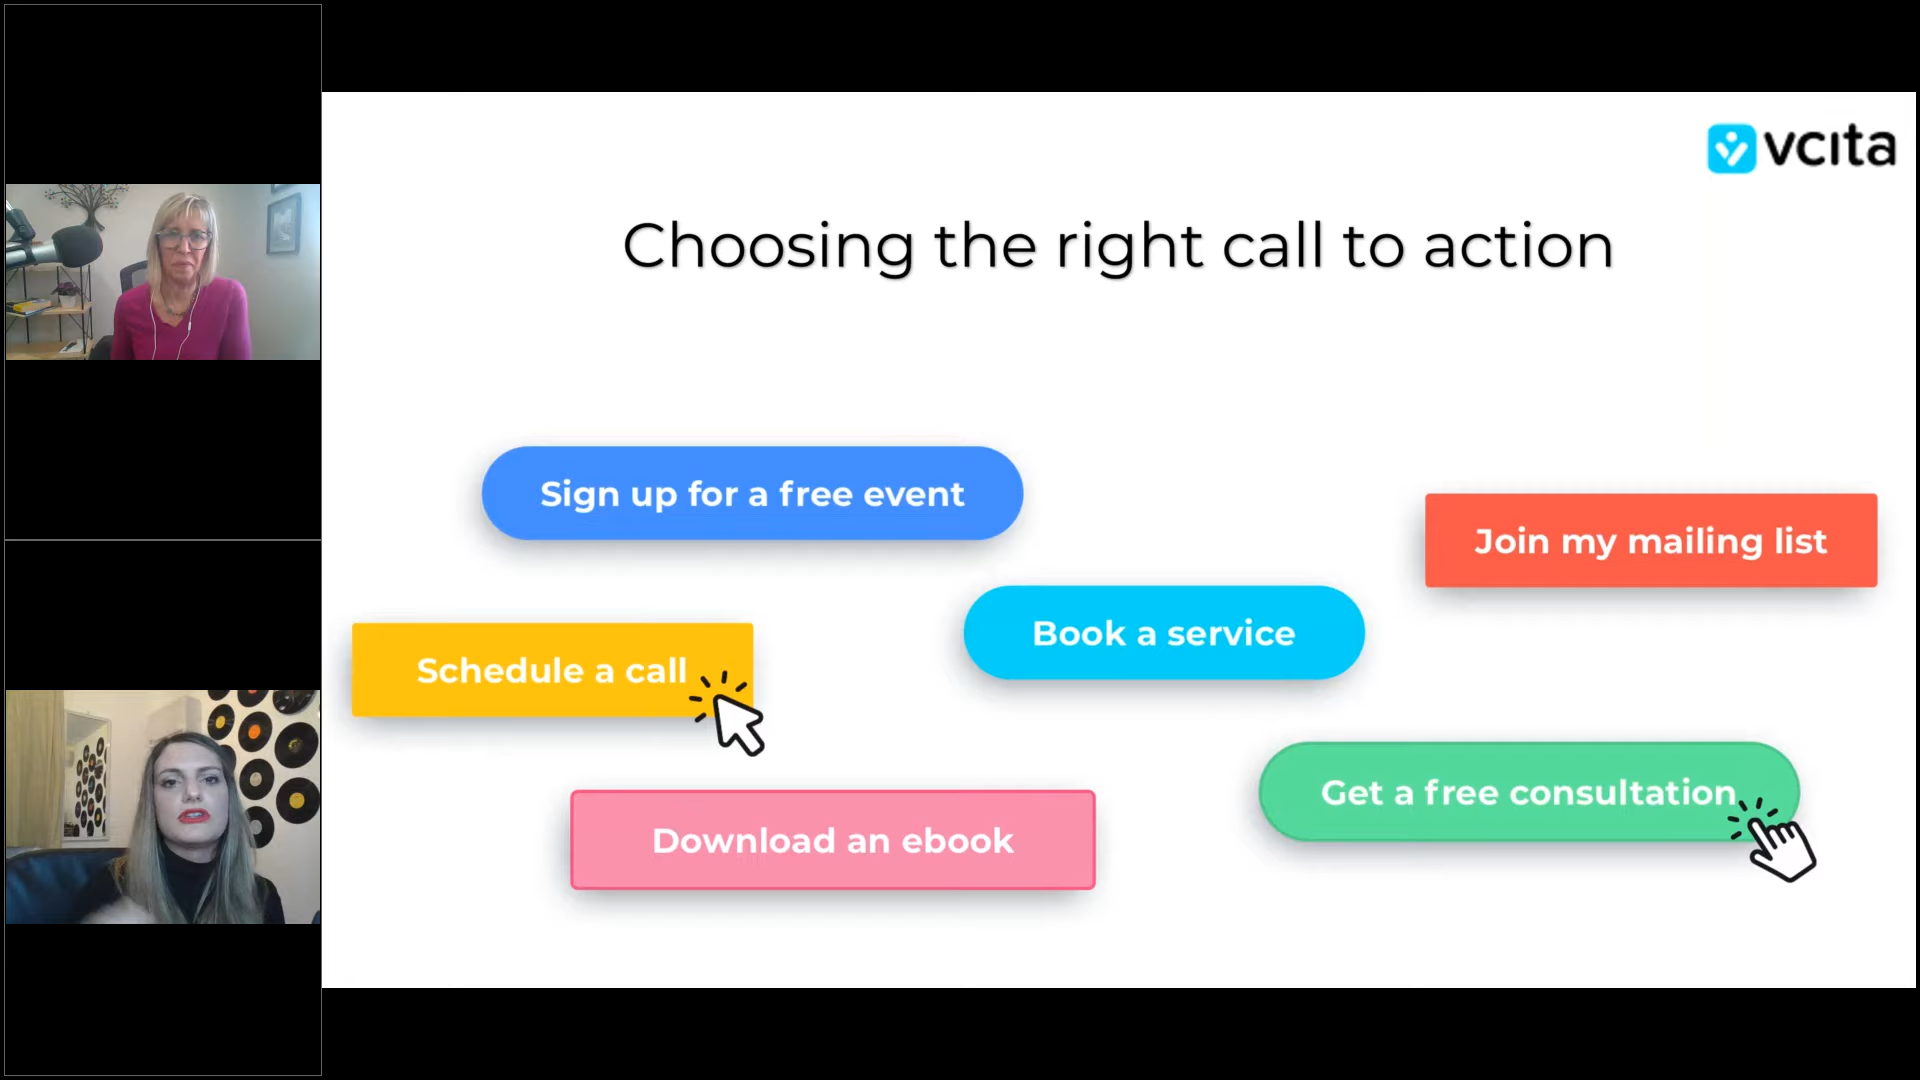 vcita
Choosing the right call to action
Sign up for a free event
Join my mailing list
Book a service
Schedule a call
Get a free consultation
Download an ebook